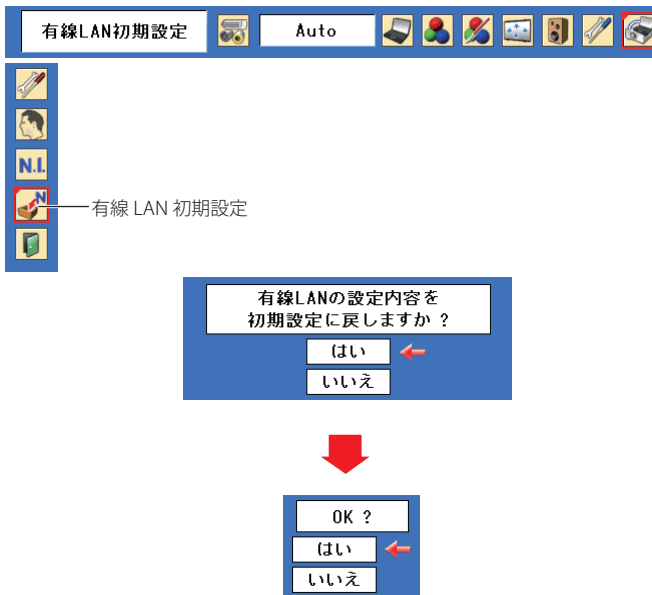 有線LAN初期設定
Auto
N.I.
N
有線 LAN 初期設定
有線LANの設定内容を
初期設定に戻しますか ?
はい
いいえ
OK ?
はい
いいえ